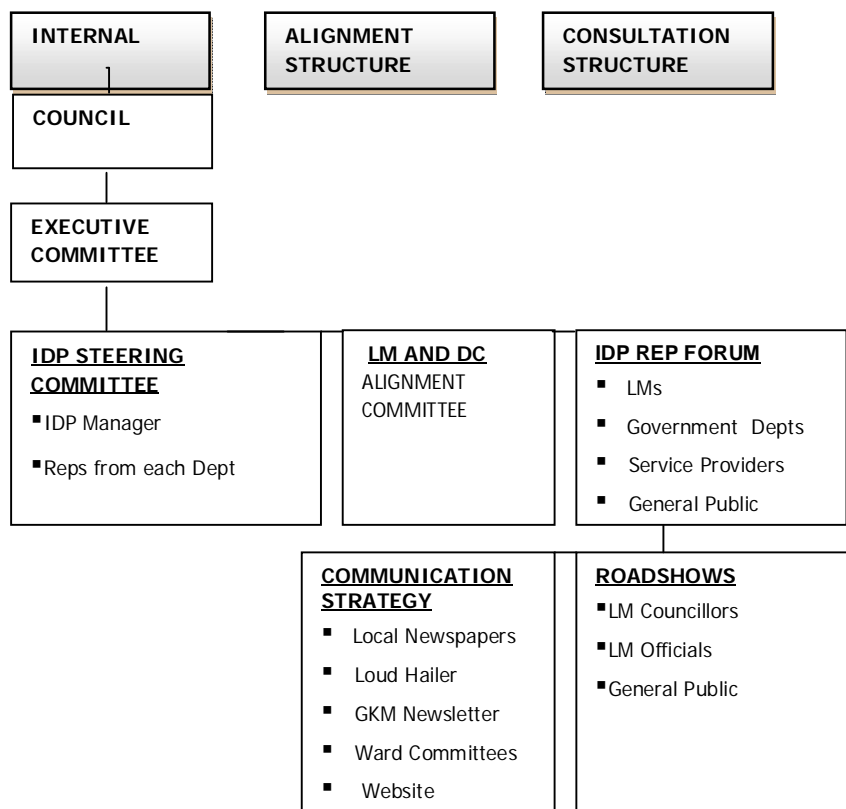 INTERNAL
ALIGNMENT
STRUCTURE
CONSULTATION
STRUCTURE
COUNCIL
EXECUTIVE
COMMITTEE
IDP STEERING
COMMITTEE
▪IDP Manager
▪Reps from each Dept
LM AND DC
ALIGNMENT
COMMITTEE
IDP REP FORUM
▪ LMs
▪ Government Depts
▪ Service Providers
▪ General Public
COMMUNICATION
STRATEGY
▪ Local Newspapers
▪ Loud Hailer
▪ GKM Newsletter
▪ Ward Committees
▪ Website
ROADSHOWS
▪LM Councillors
▪LM Officials
▪General Public